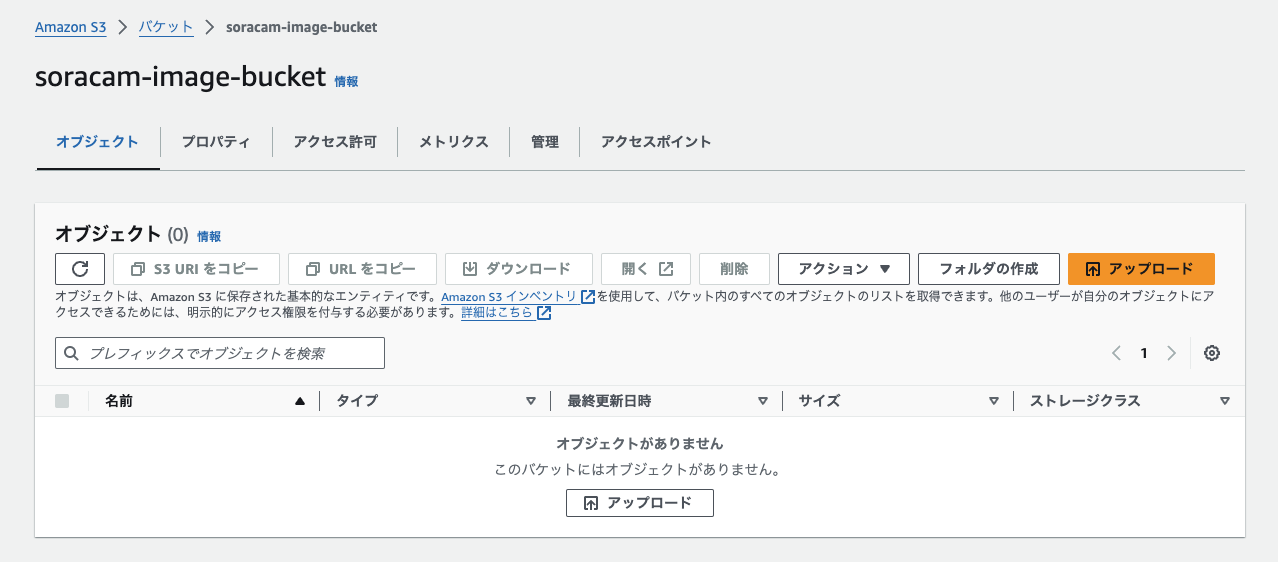 Amazon S3 > バケット > soracam-image-bucket
soracam-image-bucket 情報
オブジェクト プロパティ アクセス許可 メトリクス 管理 アクセスポイント
オブジェクト (0) 情報
S3 URI をコピー URL をコピー ダウンロード 開く 削除 アクション フォルダの作成 アップロード
オブジェクトは、Amazon S3 に保存された基本的なエンティティです。Amazon S3 インベントリ を使用して、バケット内のすべてのオブジェクトのリストを取得できます。他のユーザーが自分のオブジェクトにア
クセスできるためには、明示的にアクセス権限を付与する必要があります。詳細はこちら
プレフィックスでオブジェクトを検索 1
名前 タイプ 最終更新日時 サイズ ストレージクラス
オブジェクトがありません
このバケットにはオブジェクトがありません。
アップロード